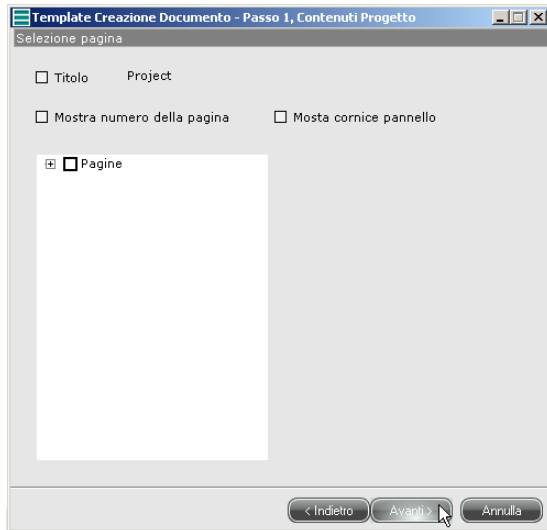 Template Creazione Documento - Passo 1, Contenuti Progetto
Selezione pagina
Titolo Project
Mostra numero della pagina Mosta cornice pannello
Pagine
< Indietro Avanti > Annulla